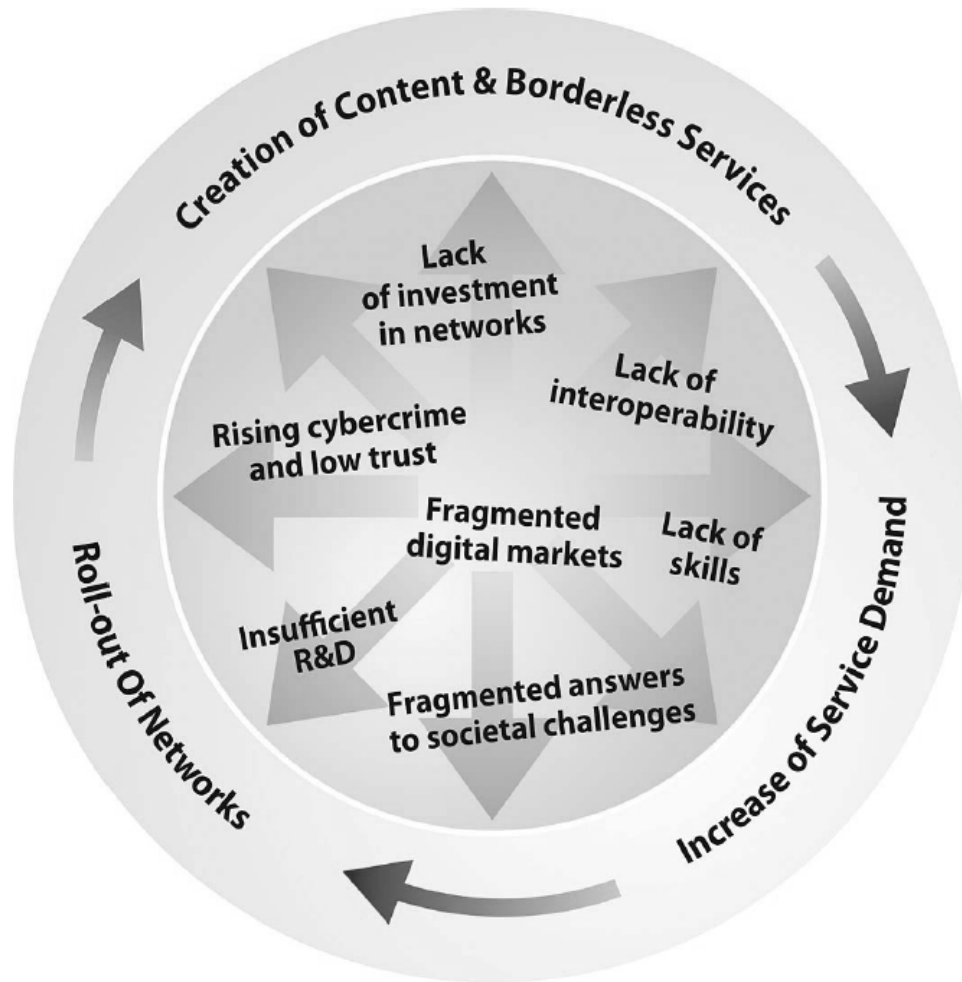 Creation of Content & Borderless Services
Lack
of investment
in networks
Lack of
interoperability
Rising cybercrime
and low trust
Fragmented
digital markets
Lack of
skills
Insufficient
R&D
Fragmented answers
to societal challenges
Increase of Service Demand
Roll-out Of Networks